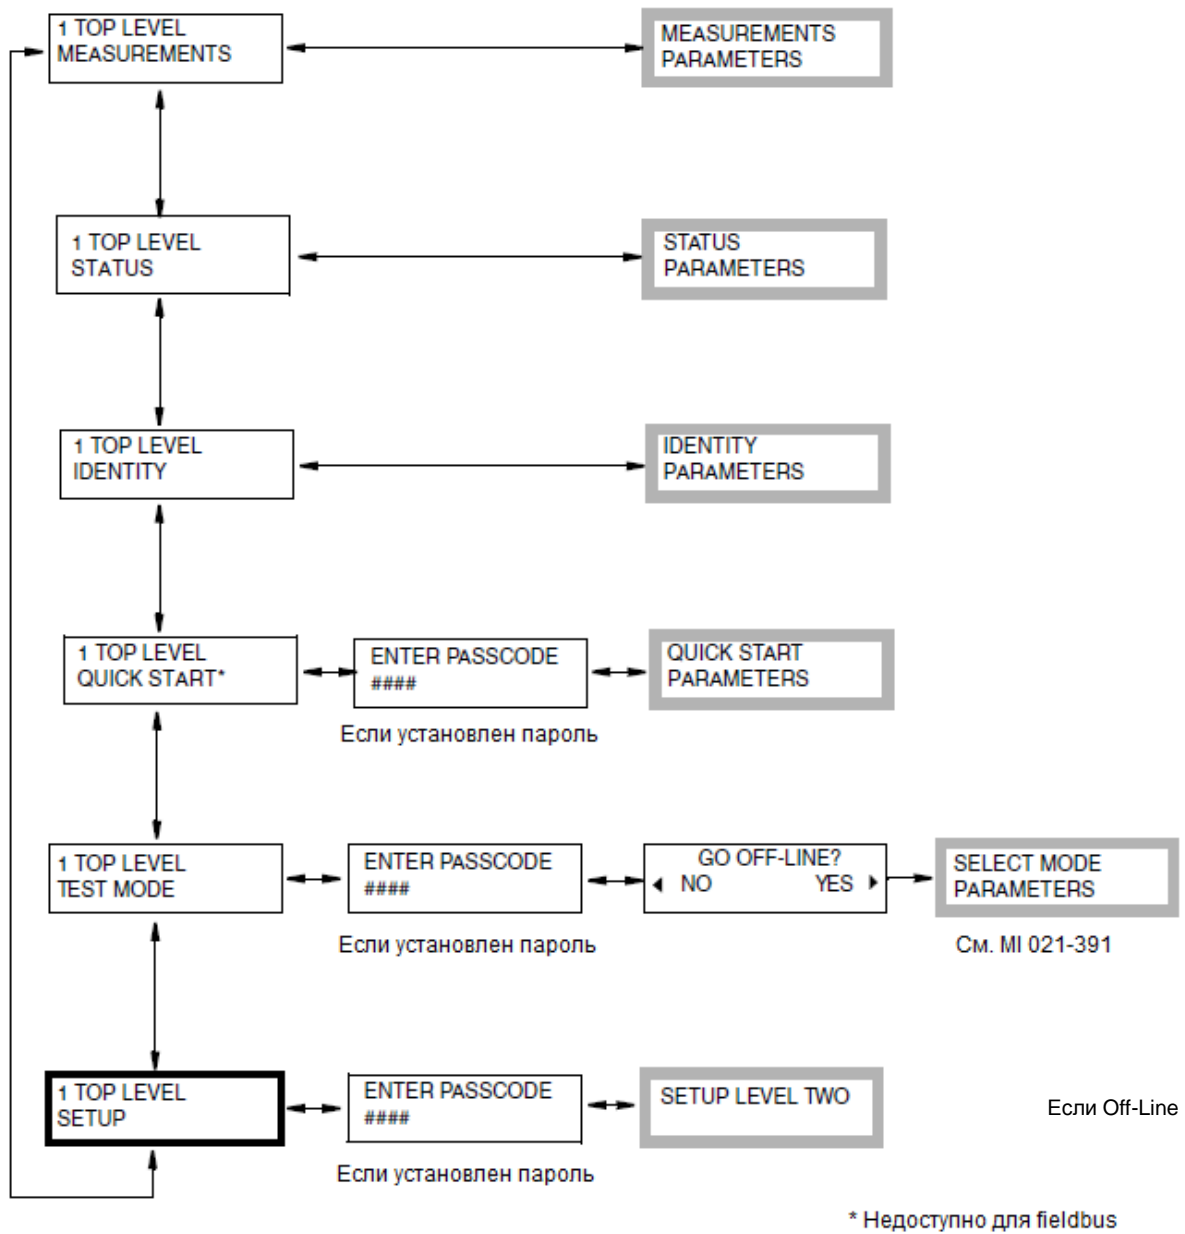 1 TOP LEVEL
MEASUREMENTS
MEASUREMENTS
PARAMETERS
1 TOP LEVEL
STATUS
STATUS
PARAMETERS
1 TOP LEVEL
IDENTITY
IDENTITY
PARAMETERS
1 TOP LEVEL
QUICK START*
ENTER PASSCODE
####
Если установлен пароль
QUICK START
PARAMETERS
1 TOP LEVEL
TEST MODE
ENTER PASSCODE
####
Если установлен пароль
GO OFF-LINE?
NO YES
SELECT MODE
PARAMETERS
См. MI 021-391
1 TOP LEVEL
SETUP
ENTER PASSCODE
####
Если установлен пароль
SETUP LEVEL TWO
Если Off-Line
* Недоступно для fieldbus